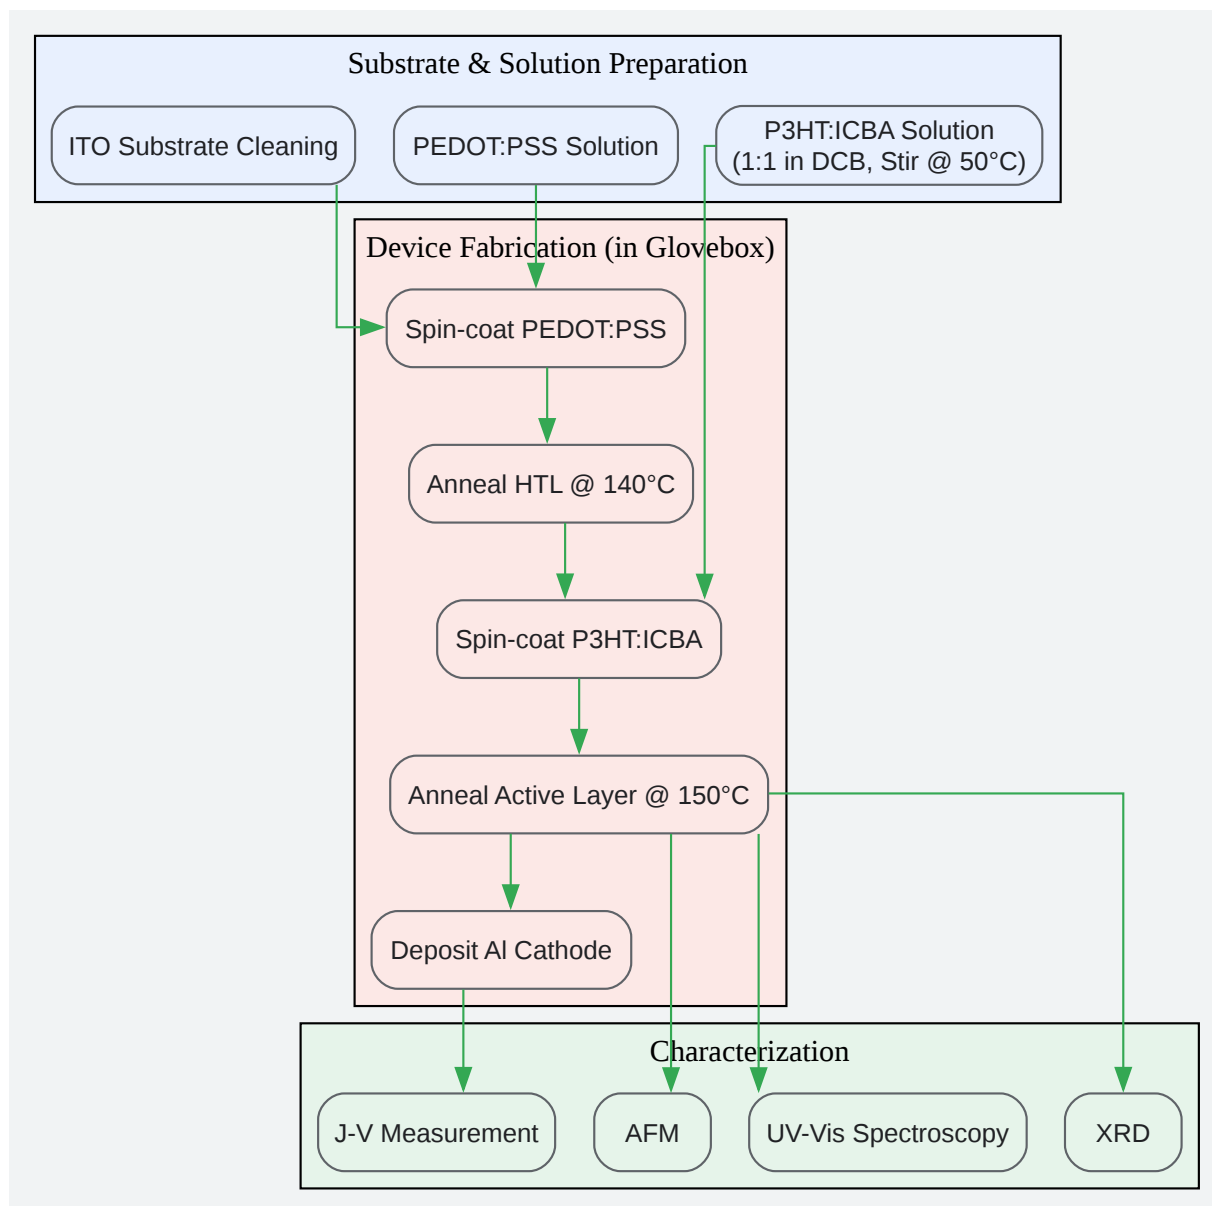 Substrate & Solution Preparation
ITO Substrate Cleaning
PEDOT:PSS Solution
P3HT:ICBA Solution
(1:1 in DCB, Stir @ 50°C)
Device Fabrication (in Glovebox)
Spin-coat PEDOT:PSS
Anneal HTL @ 140°C
Spin-coat P3HT:ICBA
Anneal Active Layer @ 150°C
Deposit Al Cathode
Characterization
J-V Measurement
AFM
UV-Vis Spectroscopy
XRD